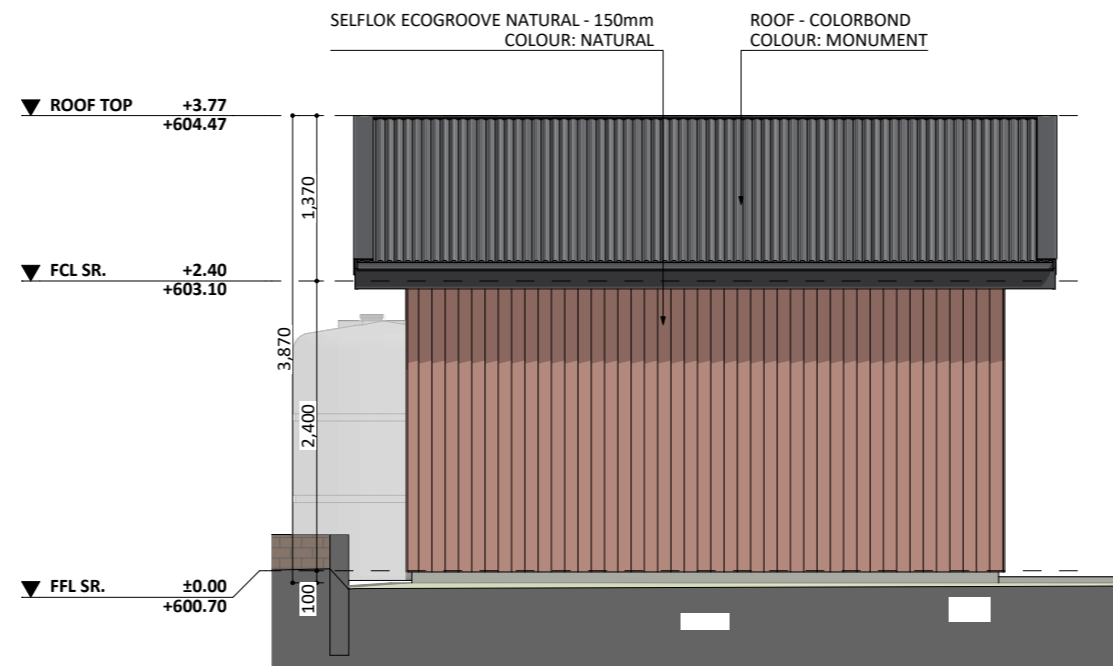 SELFLOK ECOGROOVE NATURAL - 150mm
COLOUR: NATURAL
ROOF - COLORBOND
COLOUR: MONUMENT
ROOF TOP +3.77
+604.47
1,370
FCL SR. +2.40
+603.10
3,870
2,400
FFL SR. ±0.00
+600.70
100